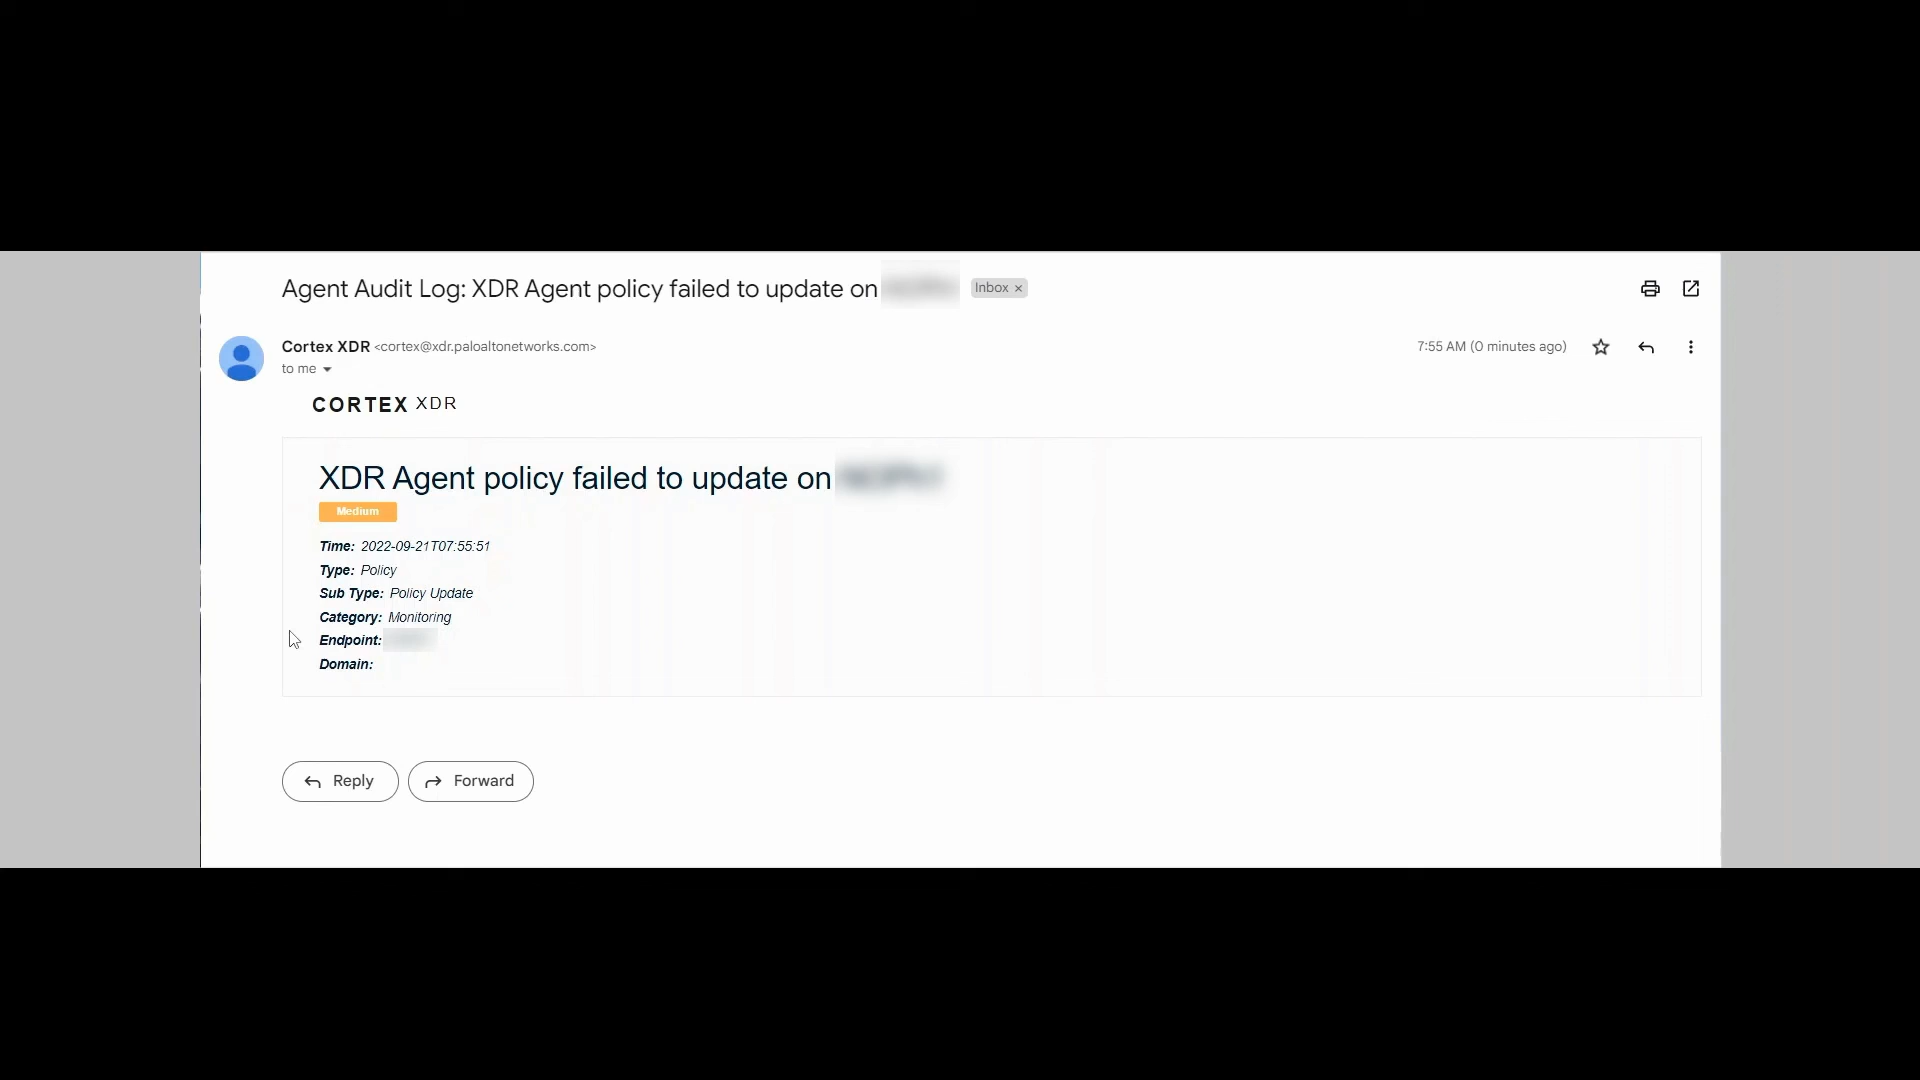 Agent Audit Log: XDR Agent policy failed to update on
Inbox ×
Cortex XDR <cortex@xdr.paloaltonetworks.com>
7:55 AM (0 minutes ago)
to me
CORTEX XDR
XDR Agent policy failed to update on
Medium
Time: 2022-09-21T07:55:51
Type: Policy
Sub Type: Policy Update
Category: Monitoring
Endpoint:
Domain:
Reply
Forward